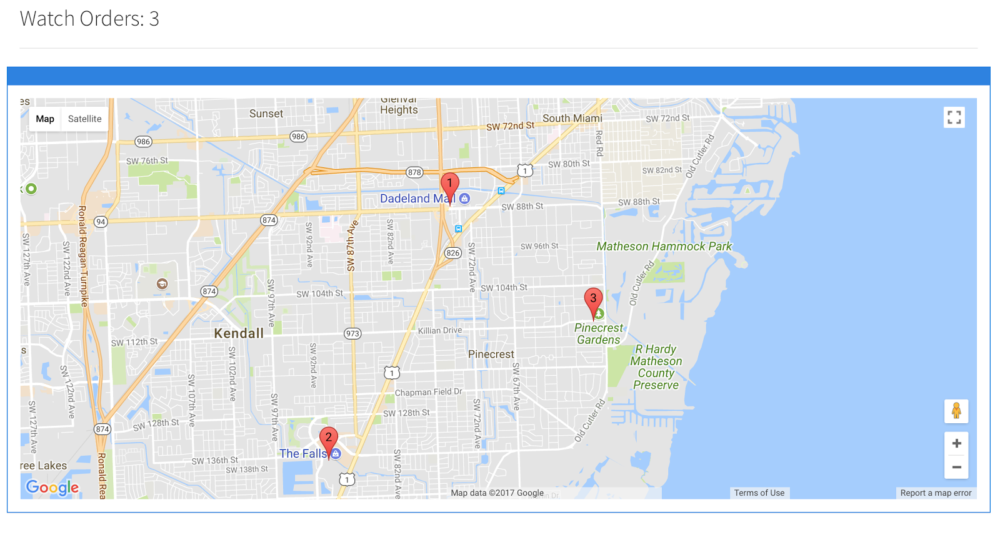 Watch Orders: 3
es
Map
Satellite
Sunset
Glenvar
Heights
South Miami
SW 72nd St
SW 72nd St
986
986
SW 76th St
Red Rd
Old Cutler Rd
SW 80th St
SW 82nd St
878
1
1
k
Dadeland Mall
SW 88th St
SW 88th St
Ronald Reagan Turnpike
94
874
SW 127th Ave
SW 122nd Ave
SW 92nd Ave
SW 87th Ave
SW 82nd Ave
826
SW 72nd Ave
SW 96th St
Matheson Hammock Park
Old Cutler Rd
874
SW 97th Ave
SW 104th St
SW 104th St
3
Kendall
SW 112th St
973
Killian Drive
Pinecrest
Gardens
s
SW 102nd Ave
SW 92nd Ave
Pinecrest
R Hardy
Matheson
County
Preserve
SW 122nd Ave
SW 107th Ave
1
SW 67th Ave
Chapman Field Dr
SW 127th Ave
SW 97th Ave
SW 128th St
SW 128th St
SW 72nd Ave
Old Cutler Rd
874
2
The Falls
Ronald Rea
SW 136th St
SW 138th St
SW 82nd Ave
ree Lakes
1
Google
Map data ©2017 Google
Terms of Use
Report a map error